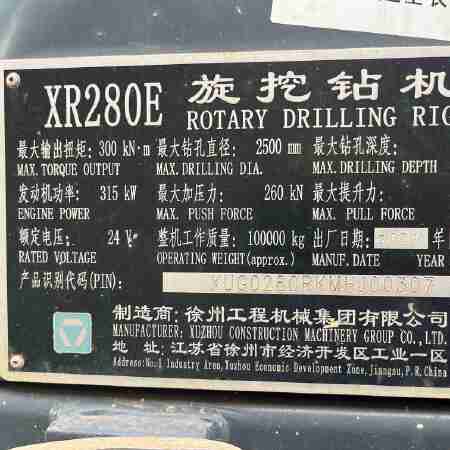 XR280E 旋挖钻机
ROTARY DRILLING RIG
最大输出扭矩: 300 kN·m 最大钻孔直径: 2500 mm 最大钻孔深度:
MAX. TORQUE OUTPUT MAX. DRILLING DIA. MAX. DRILLING DEPTH
发动机功率: 315 kW 最大加压力: 260 kN 最大提升力:
ENGINE POWER MAX. PUSH FORCE MAX. PULL FORCE
额定电压: 24 V 整机工作质量: 100000 kg 出厂日期: 年
RATED VOLTAGE OPERATING WEIGHT(approx.) MANUF. DATE YEAR
产品识别代码(PIN):
制造商: 徐州工程机械集团有限公司
MANUFACTURER: XUZHOU CONSTRUCTION MACHINERY GROUP CO., LTD.
地 址: 江苏省徐州市经济开发区工业一区
Address:No.1 Industry Area, Xuzhou Economic Development Zone, Jiangsu, P.R.China